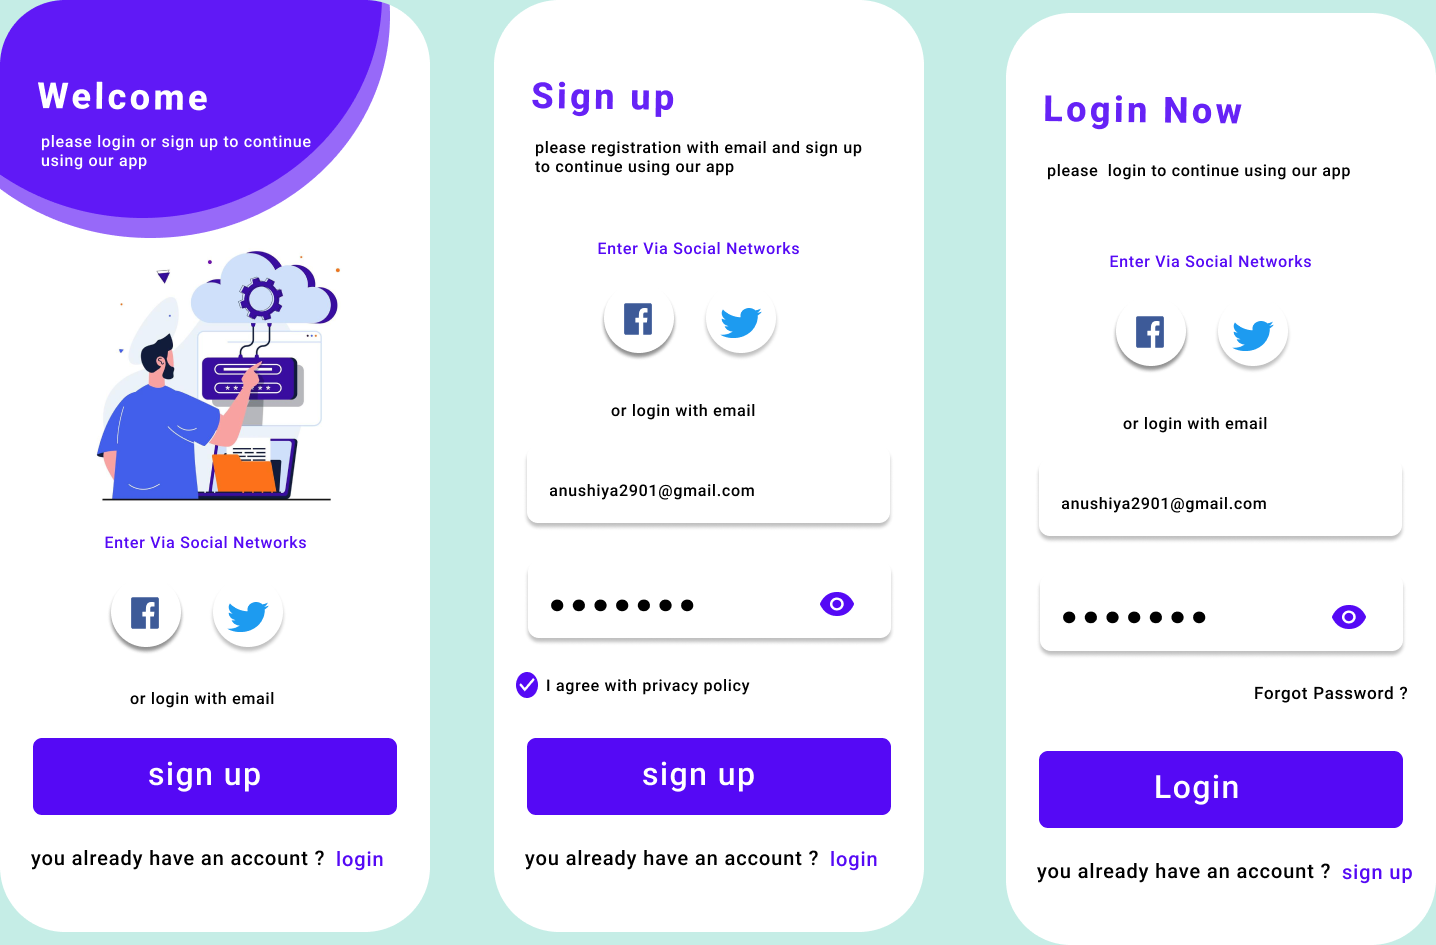 Welcome
please login or sign up to continue
using our app
★ ★ ★ ★ ★
Enter Via Social Networks
or login with email
sign up
you already have an account ? login
Sign up
please registration with email and sign up
to continue using our app
Enter Via Social Networks
or login with email
anushiya2901@gmail.com
●●●●●●●
I agree with privacy policy
sign up
you already have an account ? login
Login Now
please  login to continue using our app
Enter Via Social Networks
or login with email
anushiya2901@gmail.com
●●●●●●●
Forgot Password ?
Login
you already have an account ? sign up